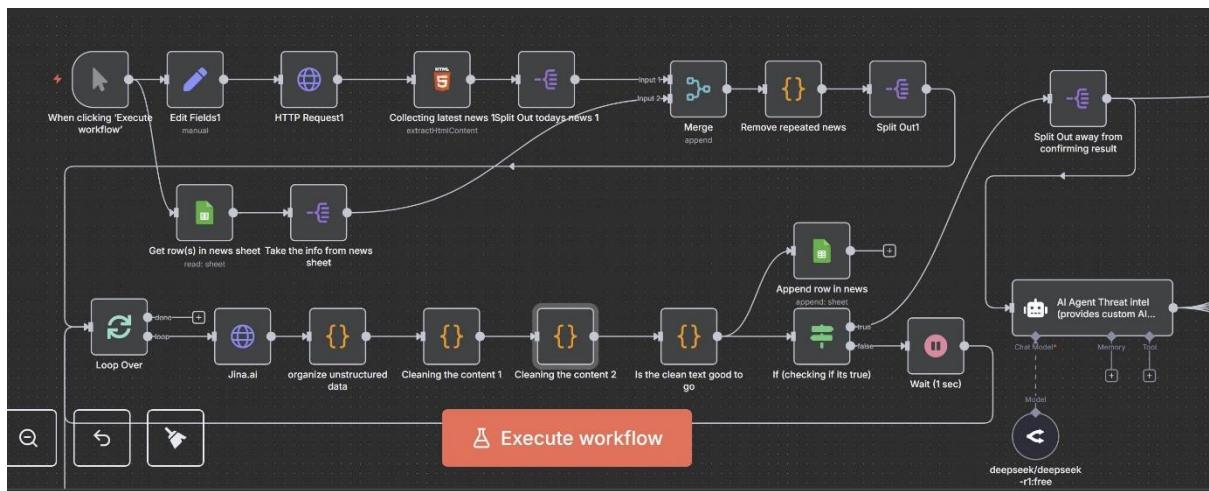 Input 1
Input 2
When clicking 'Execute
workflow'
Edit Fields1
manual
HTTP Request1
HTML
5
Collecting latest news 1
extractHtmlContent
Split Out todays news 1
Merge
append
Remove repeated news
Split Out1
Split Out away from
confirming result
Get row(s) in news sheet
read: sheet
Take the info from news
sheet
Append row in news
append: sheet
done
loop
Loop Over
Jina.ai
organize unstructured
data
Cleaning the content 1
Cleaning the content 2
Is the clean text good to
go
true
false
If (checking if its true)
Wait (1 sec)
AI Agent Threat intel
(provides custom AI...
Chat Model*
Memory
Tool
Model
deepseek/deepseek
-r1:free
Execute workflow